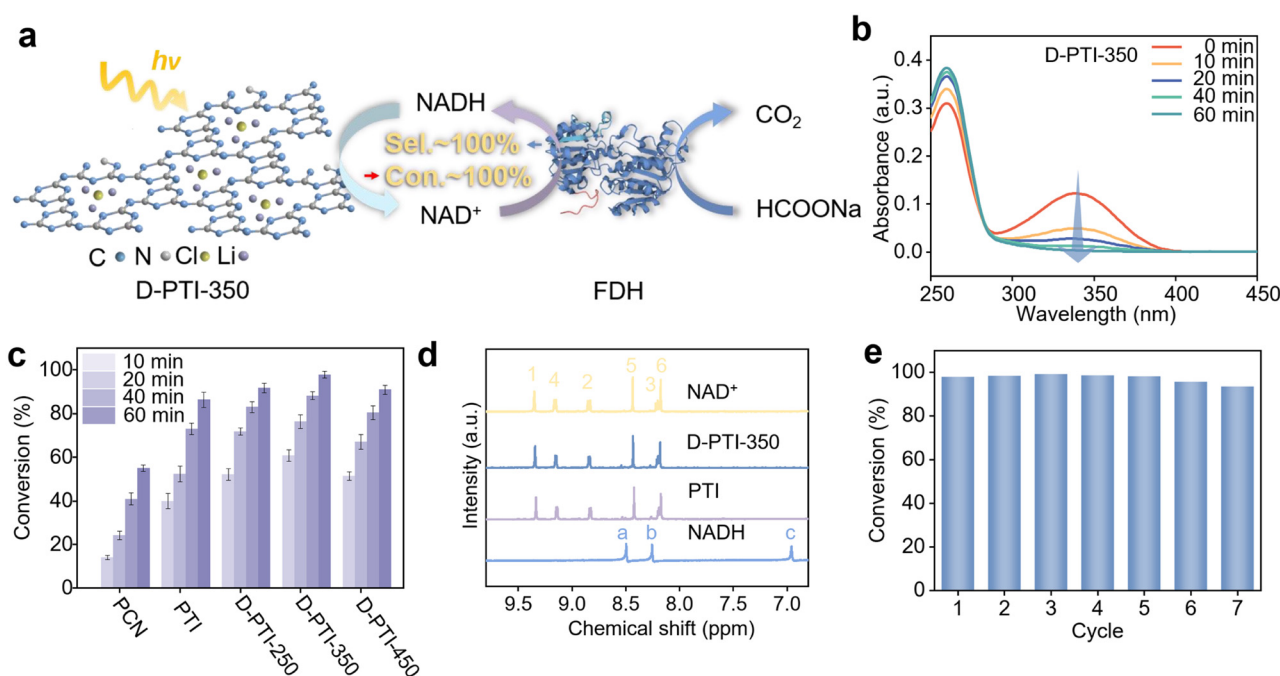 a
hv
NADH
Sel.~100%
Con.~100%
NAD+
CO2
HCOONa
C N Cl Li
D-PTI-350
FDH
b
D-PTI-350
0 min
10 min
20 min
40 min
60 min
Absorbance (a.u.)
0.4
0.3
0.2
0.1
0.0
250 300 350 400 450
Wavelength (nm)
c
10 min
20 min
40 min
60 min
Conversion (%)
100
80
60
40
20
0
PCN
PTI
D-PTI-250
D-PTI-350
D-PTI-450
d
1 4 2 5 3 6
NAD+
D-PTI-350
PTI
NADH
a b c
Intensity (a.u.)
9.5 9.0 8.5 8.0 7.5 7.0
Chemical shift (ppm)
e
Conversion (%)
100
80
60
40
20
0
1 2 3 4 5 6 7
Cycle